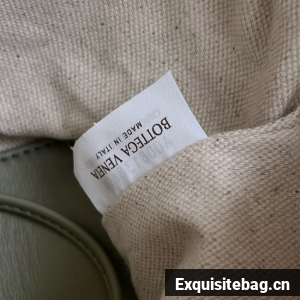 BOTTEGA VENETA
MADE IN ITALY
Exquisitebag.cn